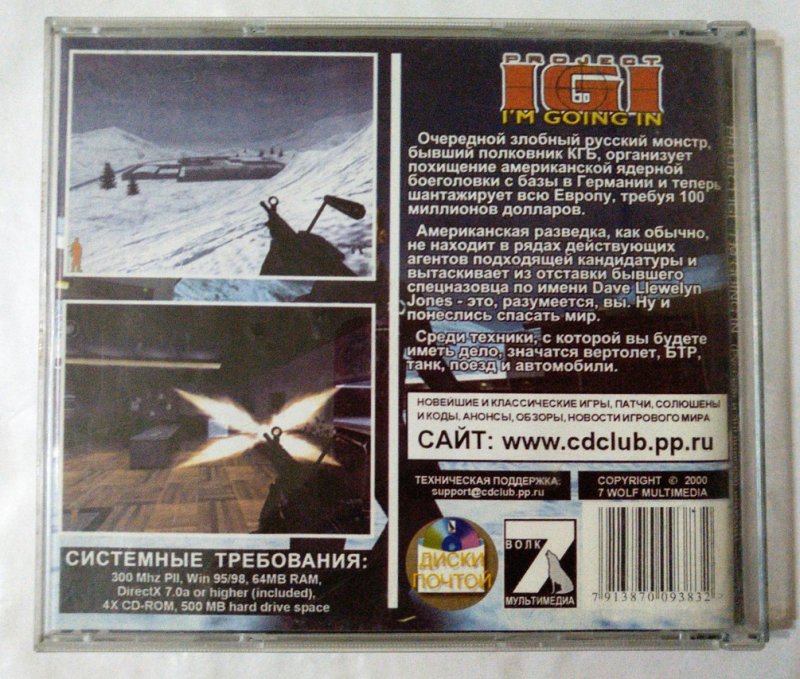 PROJECT
IGI
I'M GOING IN
Очередной злобный русский монстр,
бывший полковник КГБ, организует
похищение американской ядерной
боеголовки с базы в Германии и теперь
шантажирует всю Европу, требуя 100
миллионов долларов.
Американская разведка, как обычно,
не находит в рядах действующих
агентов подходящей кандидатуры и
вытаскивает из отставки бывшего
спецназовца по имени Dave Llewelyn
Jones - это, разумеется, вы. Ну и
понеслись спасать мир.
Среди техники, с которой вы будете
иметь дело, значатся вертолет, БТР,
танк, поезд и автомобили.
НОВЕЙШИЕ И КЛАССИЧЕСКИЕ ИГРЫ, ПАТЧИ, СОЛЮШЕНЫ
И КОДЫ, АНОНСЫ, ОБЗОРЫ, НОВОСТИ ИГРОВОГО МИРА
САЙТ: www.cdclub.pp.ru
ТЕХНИЧЕСКАЯ ПОДДЕРЖКА:
support@cdclub.pp.ru
COPYRIGHT © 2000
7 WOLF MULTIMEDIA
СИСТЕМНЫЕ ТРЕБОВАНИЯ:
300 Mhz PII, Win 95/98, 64MB RAM,
DirectX 7.0a or higher (included),
4X CD-ROM, 500 MB hard drive space
ДИСКИ
ПОЧТОЙ
ВОЛК
7
МУЛЬТИМЕДИА
7 913870 093832